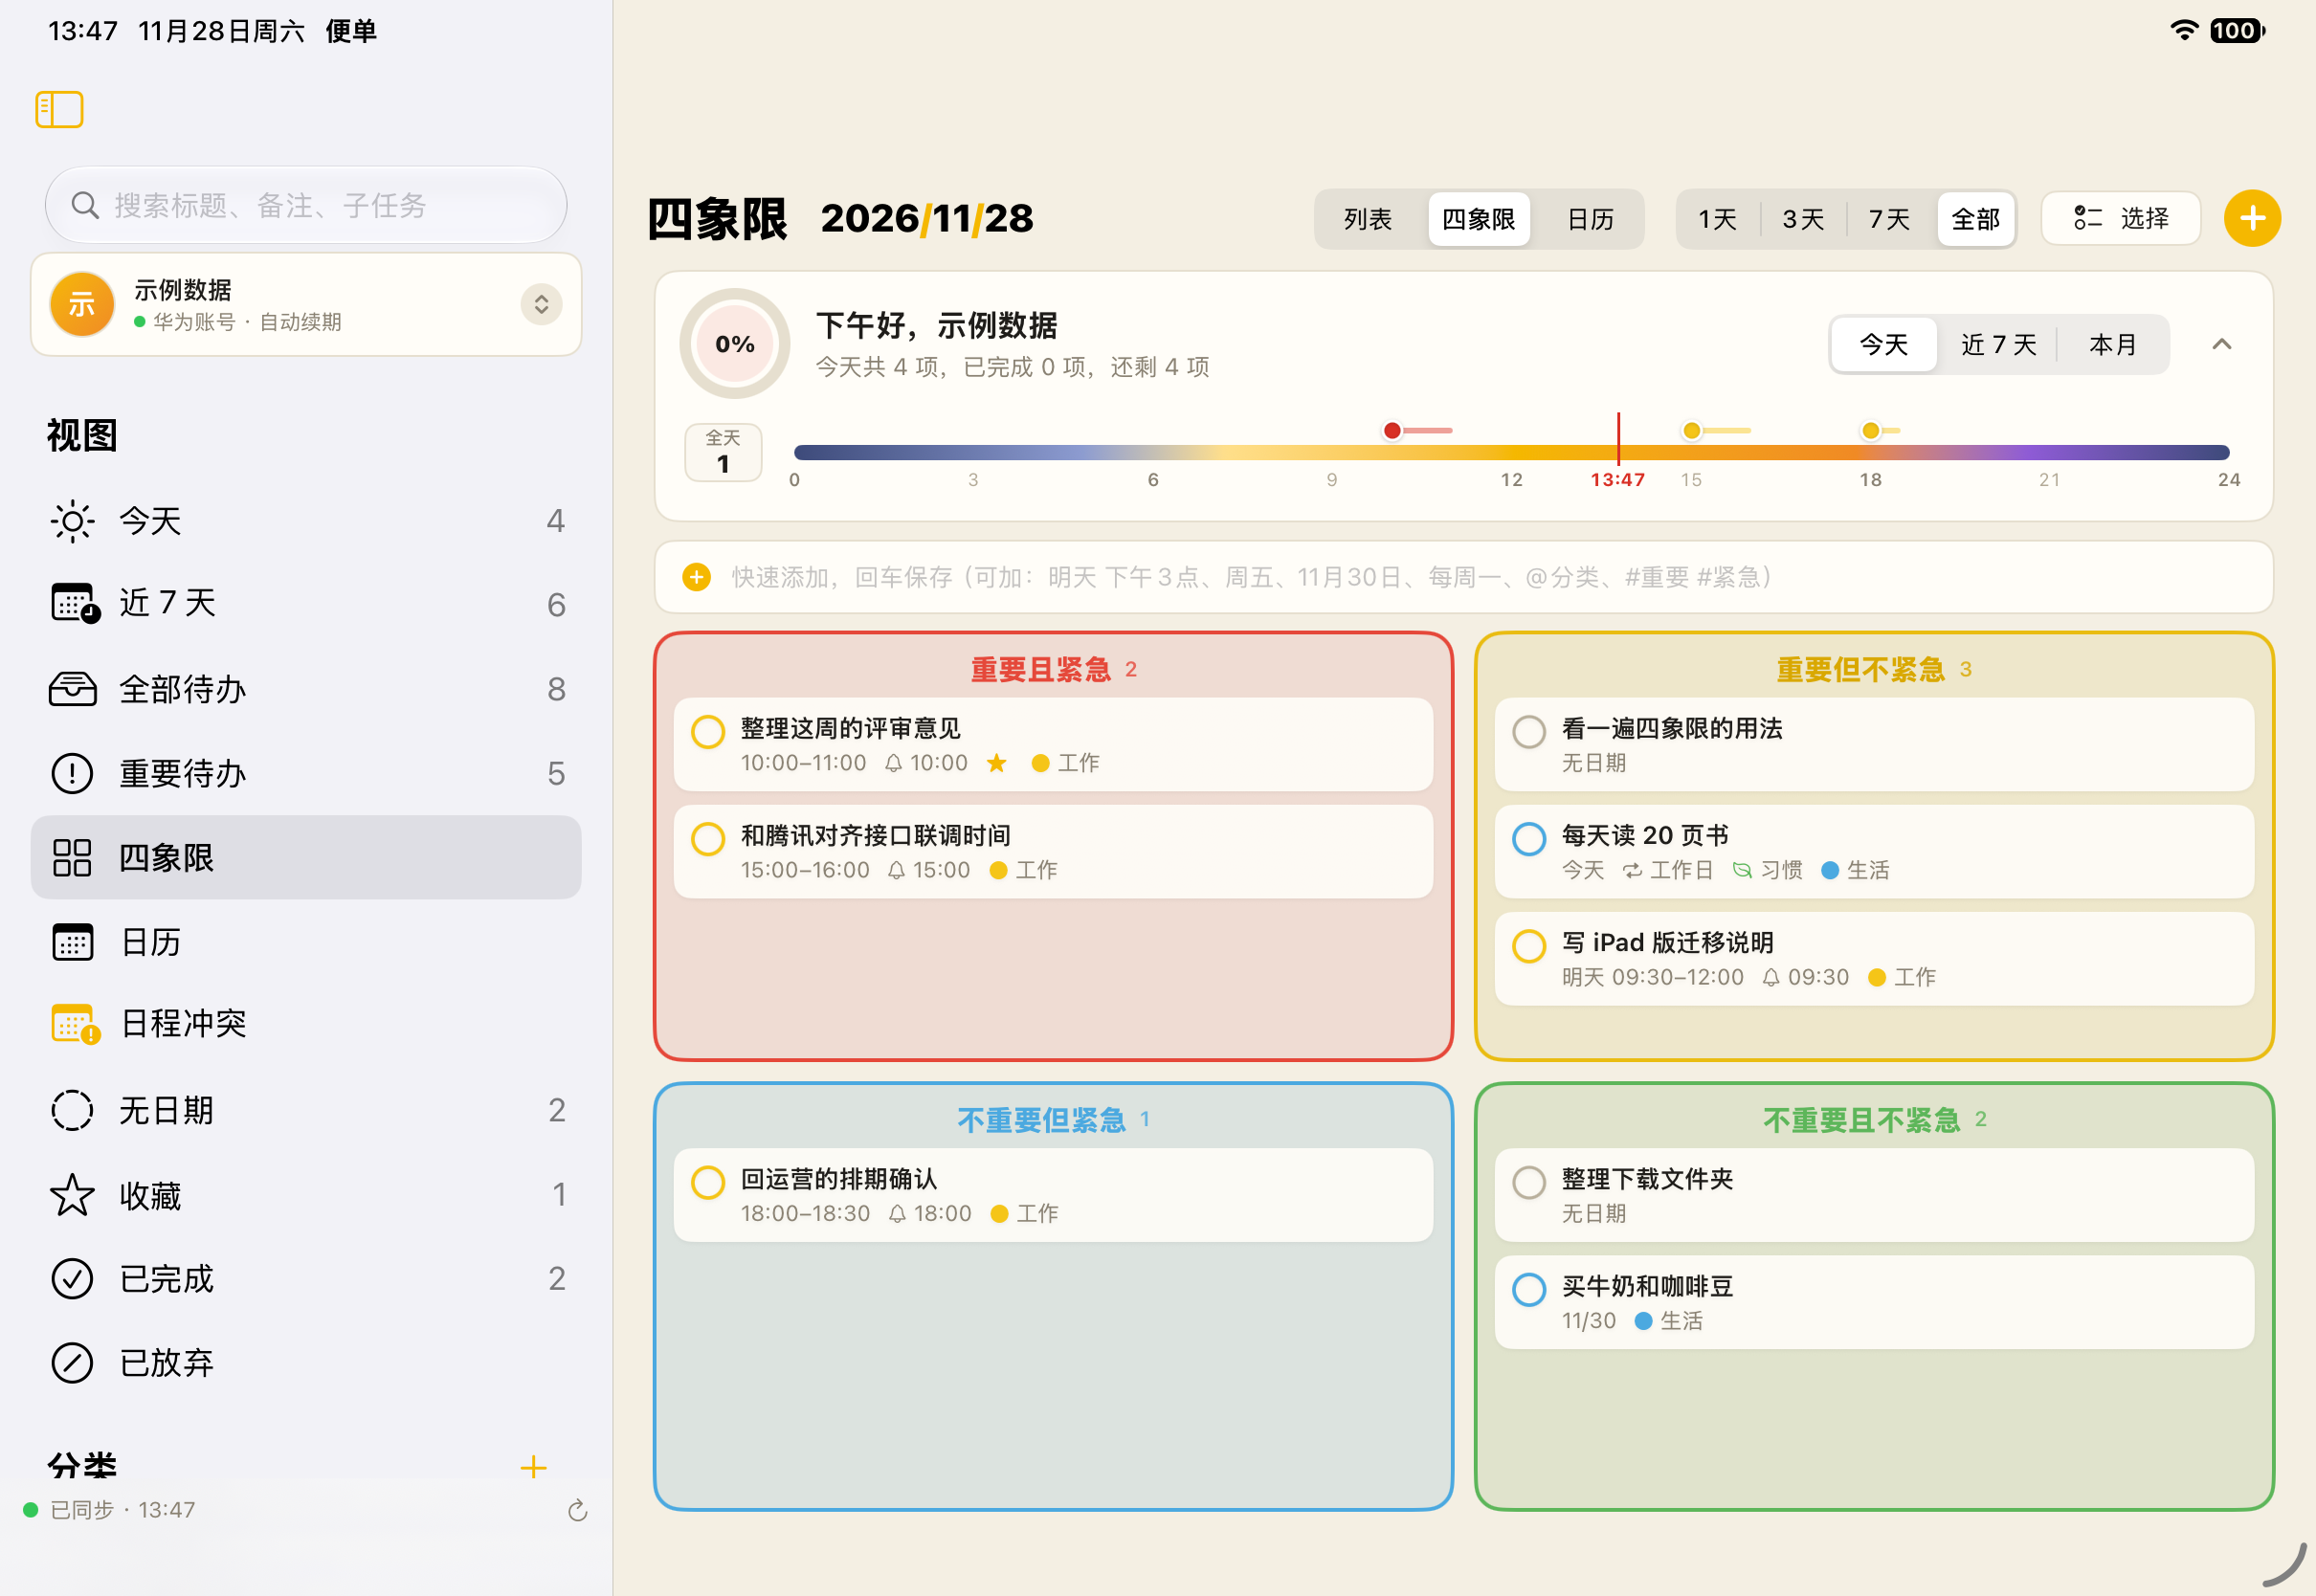 13:47 11月28日周六 便单
100
搜索标题、备注、子任务
示
示例数据
华为账号 · 自动续期
视图
今天 4
近 7 天 6
全部待办 8
重要待办 5
四象限
日历
日程冲突
无日期 2
收藏 1
已完成 2
已放弃
分类
已同步 · 13:47
四象限 2026/11/28
列表 四象限 日历
1天 3天 7天 全部
选择
0%
下午好，示例数据
今天共 4 项，已完成 0 项，还剩 4 项
今天 近 7 天 本月
全天
1
0 3 6 9 12 13:47 15 18 21 24
快速添加，回车保存（可加：明天 下午 3 点、周五、11月30日、每周一、@分类、#重要 #紧急）
重要且紧急 2
整理这周的评审意见
10:00–11:00 10:00 工作
和腾讯对齐接口联调时间
15:00–16:00 15:00 工作
重要但不紧急 3
看一遍四象限的用法
无日期
每天读 20 页书
今天 工作日 习惯 生活
写 iPad 版迁移说明
明天 09:30–12:00 09:30 工作
不重要但紧急 1
回运营的排期确认
18:00–18:30 18:00 工作
不重要且不紧急 2
整理下载文件夹
无日期
买牛奶和咖啡豆
11/30 生活